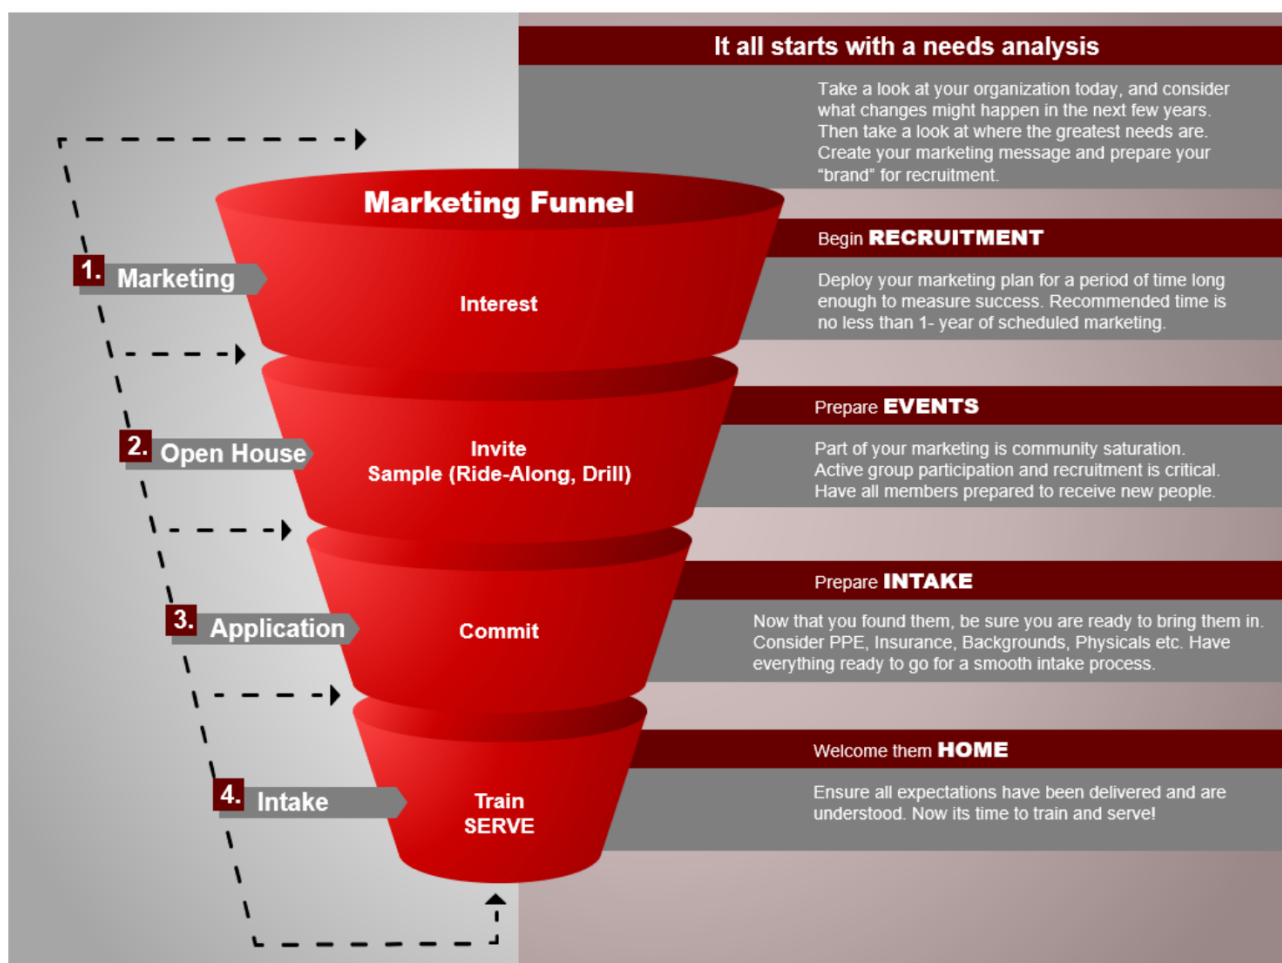 It all starts with a needs analysis
Take a look at your organization today, and consider
what changes might happen in the next few years.
Then take a look at where the greatest needs are.
Create your marketing message and prepare your
“brand” for recruitment.
Marketing Funnel
1. Marketing
Interest
Begin RECRUITMENT
Deploy your marketing plan for a period of time long
enough to measure success. Recommended time is
no less than 1- year of scheduled marketing.
2. Open House
Invite
Sample (Ride-Along, Drill)
Prepare EVENTS
Part of your marketing is community saturation.
Active group participation and recruitment is critical.
Have all members prepared to receive new people.
3. Application
Commit
Prepare INTAKE
Now that you found them, be sure you are ready to bring them in.
Consider PPE, Insurance, Backgrounds, Physicals etc. Have
everything ready to go for a smooth intake process.
4. Intake
Train
SERVE
Welcome them HOME
Ensure all expectations have been delivered and are
understood. Now its time to train and serve!